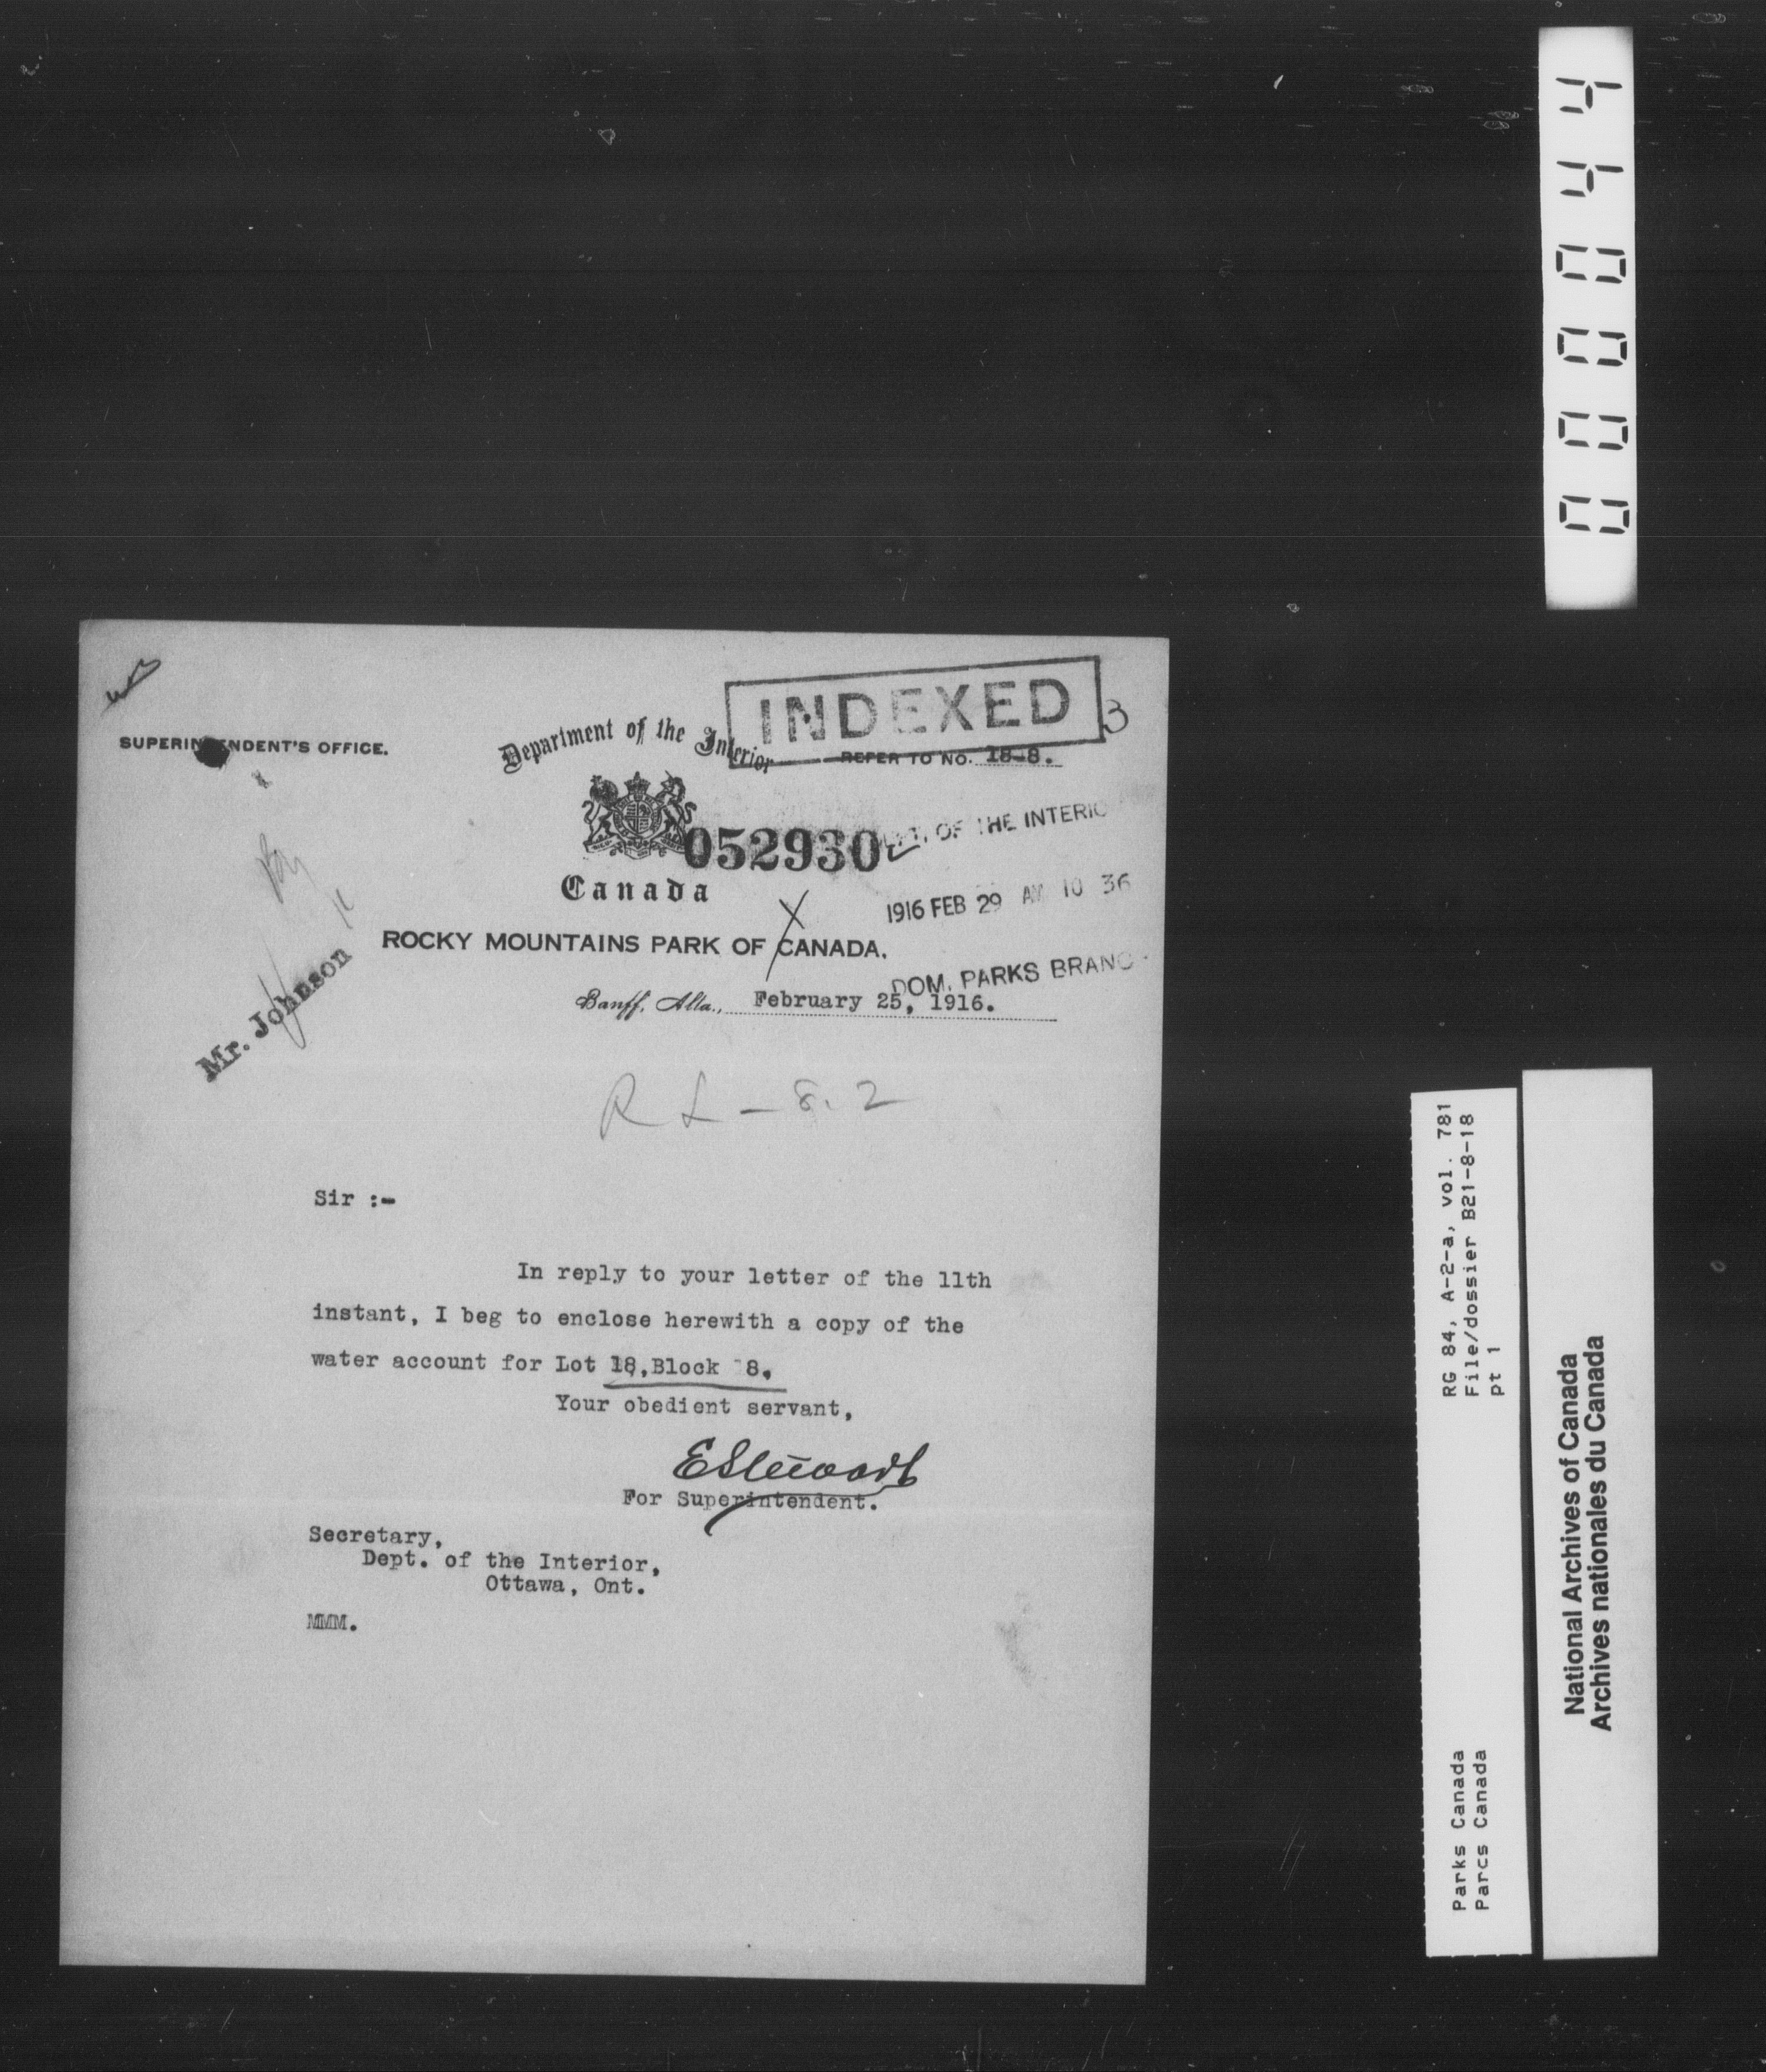 000044
INDEXED
3
SUPERINTENDENT'S OFFICE.
Department of the Interior
REFER TO NO. 18-8.
052930
DEPT. OF THE INTERIOR
Canada
1916 FEB 29 AM 10 36
ROCKY MOUNTAINS PARK OF CANADA.
DOM. PARKS BRANCH
Banff, Alta., February 25, 1916.
Mr. Johnson
R L - 8.2
Sir :-
In reply to your letter of the 11th
instant, I beg to enclose herewith a copy of the
water account for Lot 18,Block 8.
Your obedient servant,
EStewart
For Superintendent.
Secretary,
Dept. of the Interior,
Ottawa, Ont.
MMM.
RG 84, A-2-a, vol. 781
File/dossier B21-8-18
pt 1
Parks Canada
Parcs Canada
National Archives of Canada
Archives nationales du Canada